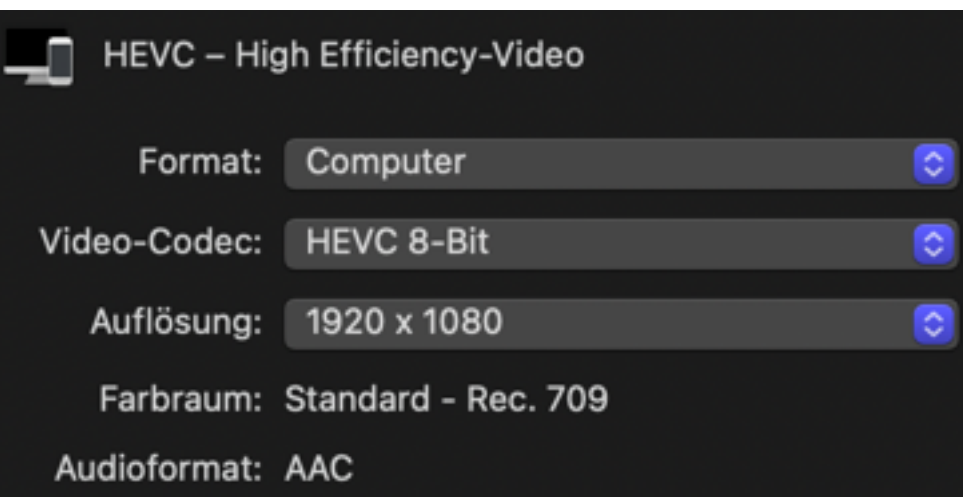 HEVC – High Efficiency-Video
Format: Computer
Video-Codec: HEVC 8-Bit
Auflösung: 1920 x 1080
Farbraum: Standard - Rec. 709
Audioformat: AAC